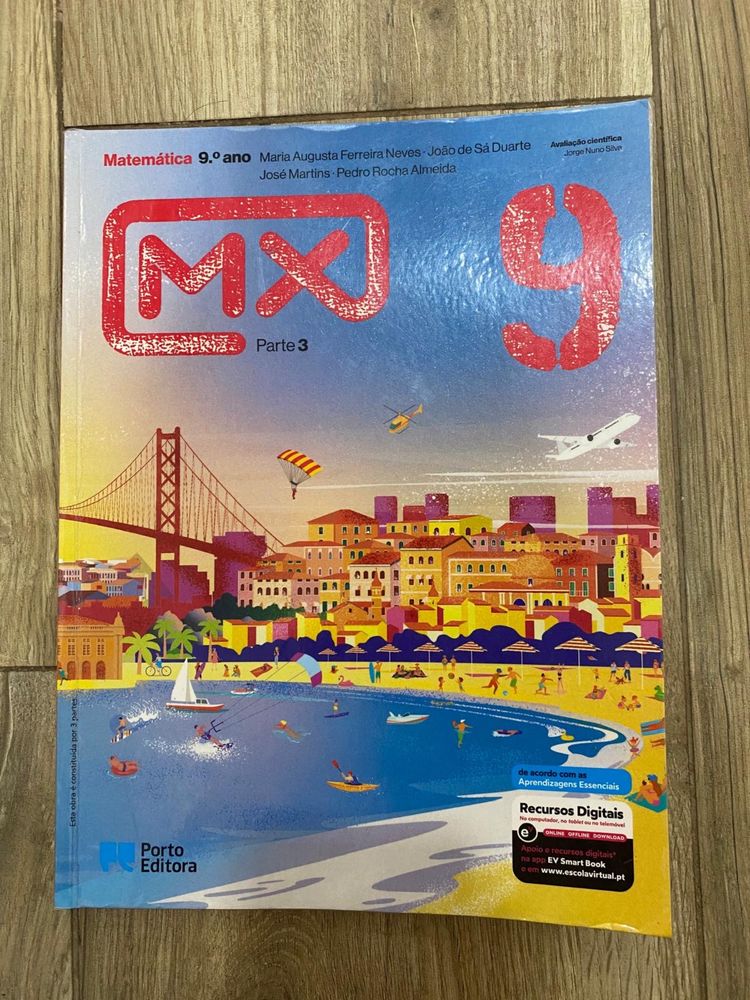 Matemática 9.º ano
Maria Augusta Ferreira Neves · João de Sá Duarte
José Martins · Pedro Rocha Almeida
Avaliação científica
Jorge Nuno Silva
MX
9
Parte 3
Esta obra é constituída por 3 partes
de acordo com as
Aprendizagens Essenciais
Recursos Digitais
No computador, no tablet ou no telemóvel
e
ONLINE OFFLINE DOWNLOAD
Apoio e recursos digitais*
na app EV Smart Book
e em www.escolavirtual.pt
Porto
Editora